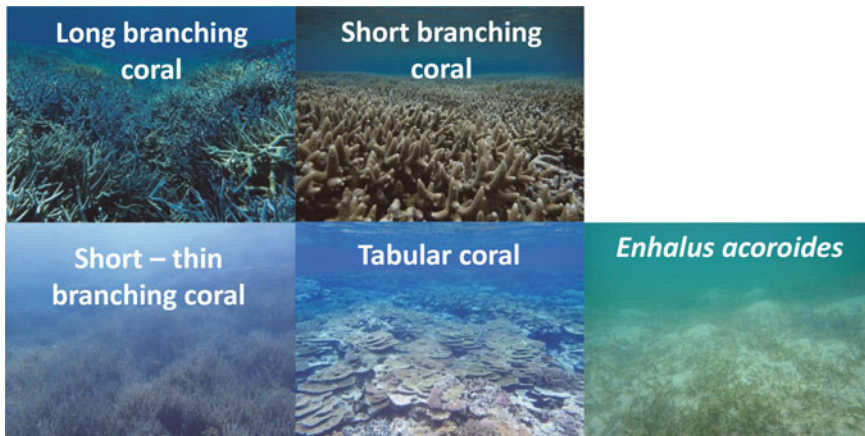 Long branching
coral
Short branching
coral
Short – thin
branching coral
Tabular coral
Enhalus acoroides